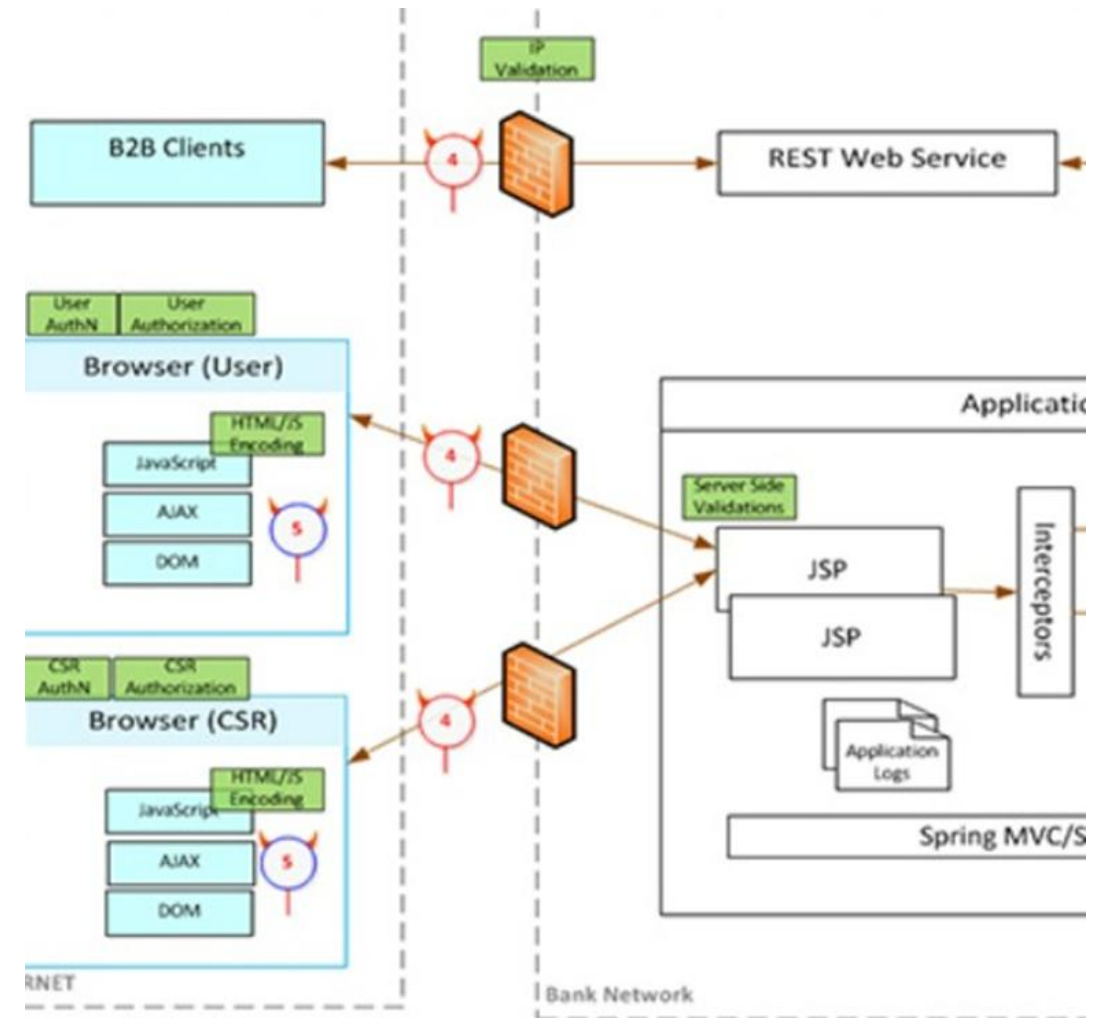 IP
Validation
B2B Clients
4
REST Web Service
User
AuthN
User
Authorization
Browser (User)
HTML/JS
Encoding
JavaScript
AJAX
DOM
5
4
Applicatio
Server Side
Validations
JSP
JSP
Interceptors
CSR
AuthN
CSR
Authorization
Browser (CSR)
4
HTML/JS
Encoding
JavaScript
AJAX
DOM
5
Application
Logs
Spring MVC/S
RNET
Bank Network